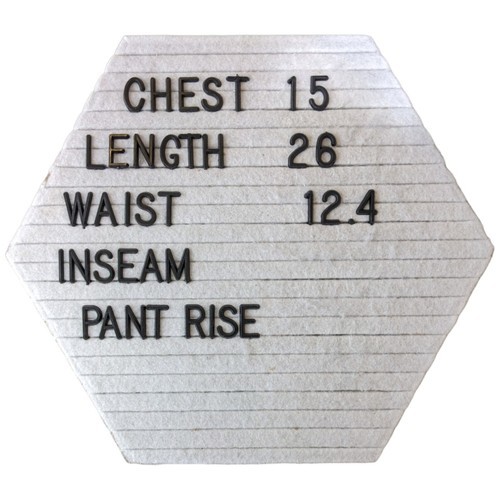 CHEST 15
LENGTH 26
WAIST 12.4
INSEAM
PANT RISE